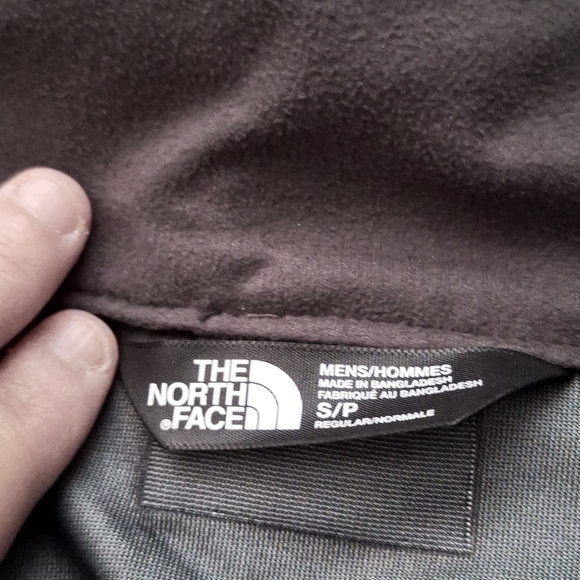 THE
NORTH
®FACE
MENS/HOMMES
MADE IN BANGLADESH
FABRIQUÉ AU BANGLADESH
S/P
REGULAR/NORMALE